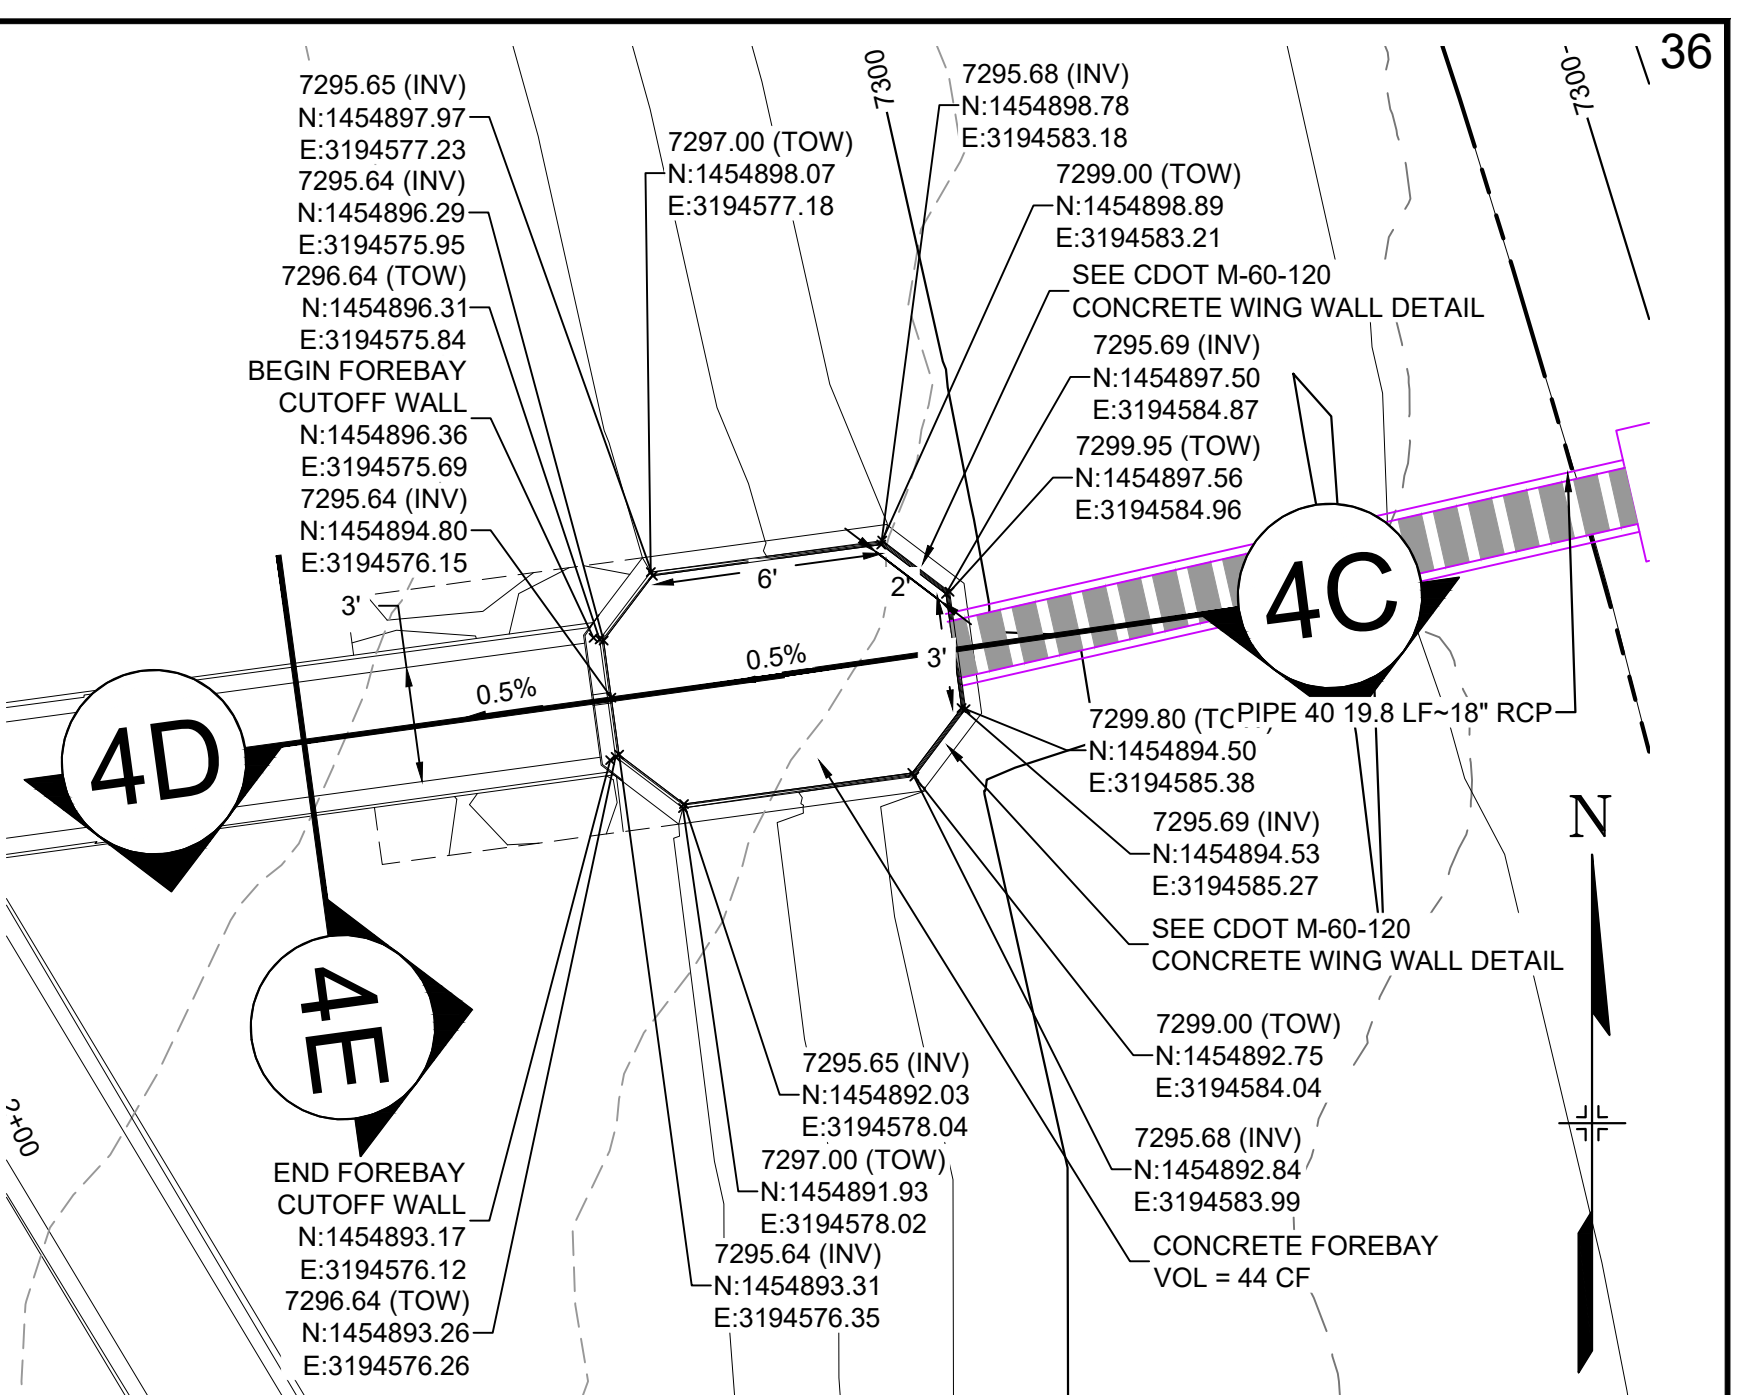 36
7295.65 (INV)
N:1454897.97
E:3194577.23
7295.64 (INV)
N:1454896.29
E:3194575.95
7296.64 (TOW)
N:1454896.31
E:3194575.84
BEGIN FOREBAY
CUTOFF WALL
N:1454896.36
E:3194575.69
7295.64 (INV)
N:1454894.80
E:3194576.15
7297.00 (TOW)
N:1454898.07
E:3194577.18
7300
7295.68 (INV)
N:1454898.78
E:3194583.18
7299.00 (TOW)
N:1454898.89
E:3194583.21
SEE CDOT M-60-120
CONCRETE WING WALL DETAIL
7295.69 (INV)
N:1454897.50
E:3194584.87
7299.95 (TOW)
N:1454897.56
E:3194584.96
7300
6'
2'
3'
3'
0.5%
0.5%
4C
4D
4E
PIPE 40 19.8 LF~18" RCP
7299.80
N:1454894.50
E:3194585.38
7295.69 (INV)
N:1454894.53
E:3194585.27
SEE CDOT M-60-120
CONCRETE WING WALL DETAIL
N
7299.00 (TOW)
N:1454892.75
E:3194584.04
7295.68 (INV)
N:1454892.84
E:3194583.99
CONCRETE FOREBAY
VOL = 44 CF
7295.65 (INV)
N:1454892.03
E:3194578.04
7297.00 (TOW)
N:1454891.93
E:3194578.02
7295.64 (INV)
N:1454893.31
E:3194576.35
END FOREBAY
CUTOFF WALL
N:1454893.17
E:3194576.12
7296.64 (TOW)
N:1454893.26
E:3194576.26